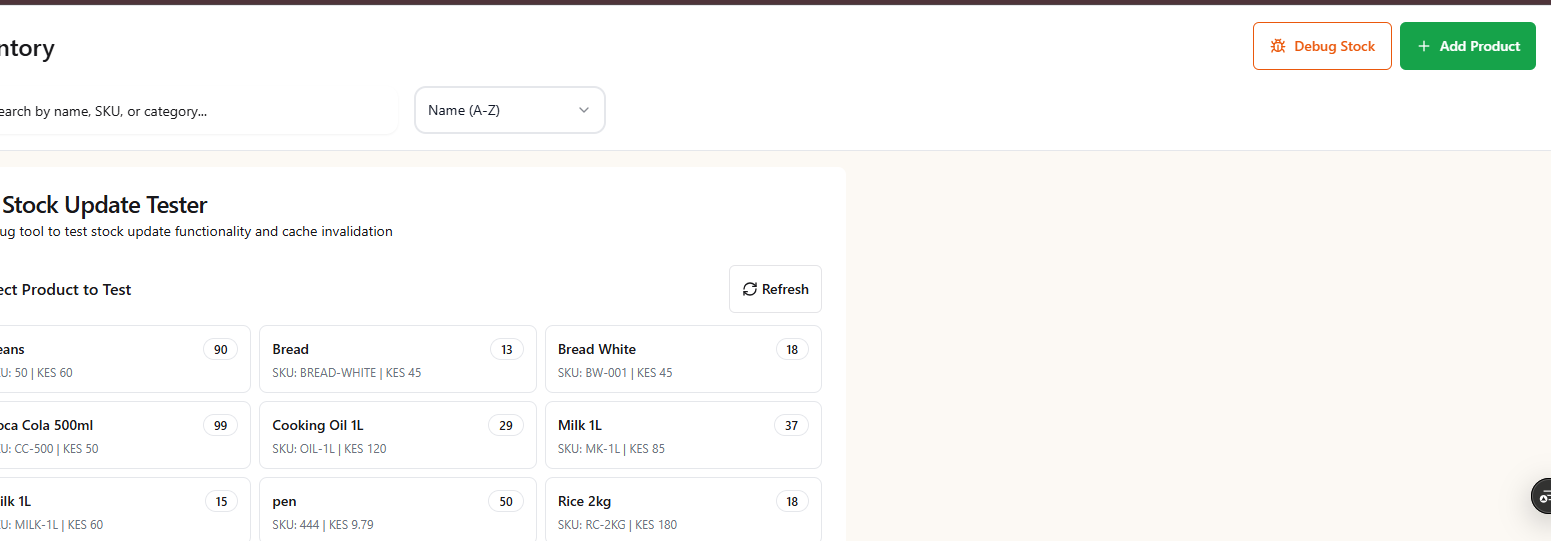 ntory
Debug Stock
Add Product
earch by name, SKU, or category...
Name (A-Z)
Stock Update Tester
ug tool to test stock update functionality and cache invalidation
ect Product to Test
Refresh
eans 90
U: 50 | KES 60
Bread 13
SKU: BREAD-WHITE | KES 45
Bread White 18
SKU: BW-001 | KES 45
oca Cola 500ml 99
U: CC-500 | KES 50
Cooking Oil 1L 29
SKU: OIL-1L | KES 120
Milk 1L 37
SKU: MK-1L | KES 85
ilk 1L 15
U: MILK-1L | KES 60
pen 50
SKU: 444 | KES 9.79
Rice 2kg 18
SKU: RC-2KG | KES 180